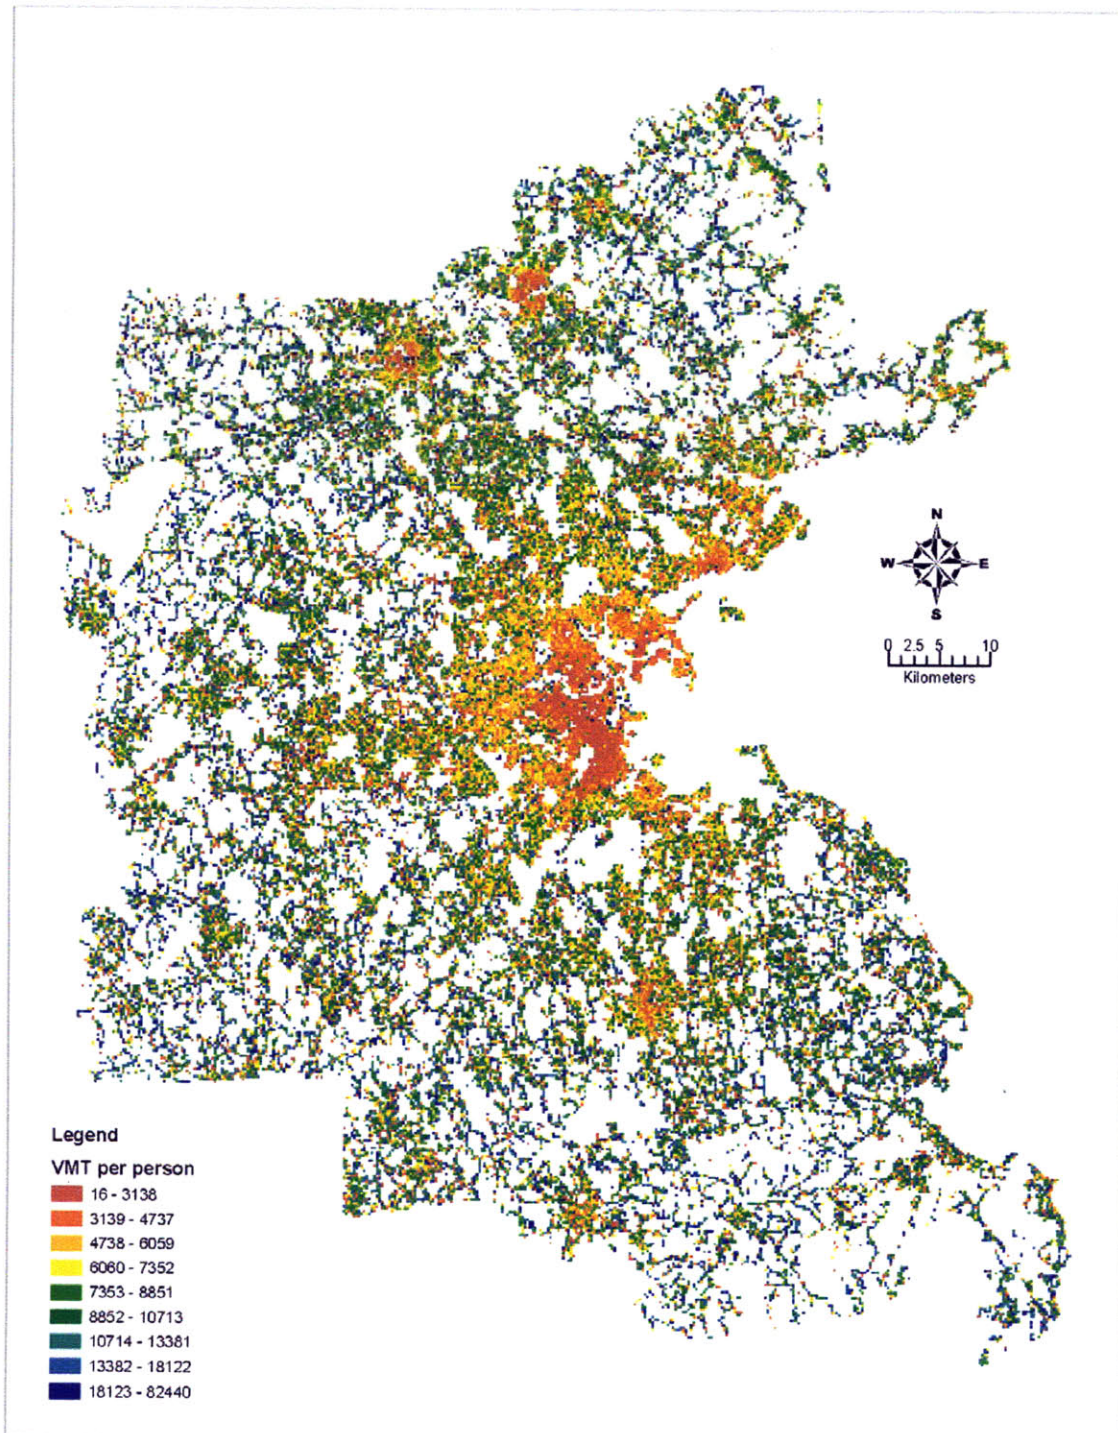 N
W E
S
0 2.5 5 10
Kilometers
Legend
VMT per person
16 - 3138
3139 - 4737
4738 - 6059
6060 - 7352
7353 - 8851
8852 - 10713
10714 - 13381
13382 - 18122
18123 - 82440